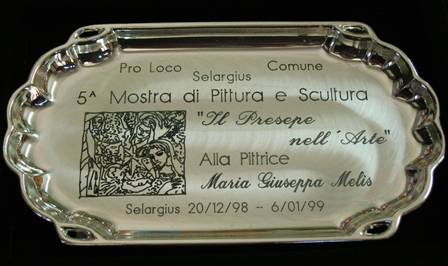 Pro Loco Comune
Selargius
5ᴬ Mostra di Pittura e Scultura
"Il Presepe
nell'Arte"
Alla Pittrice
Maria Giuseppa Melis
Selargius 20/12/98 - 6/01/99